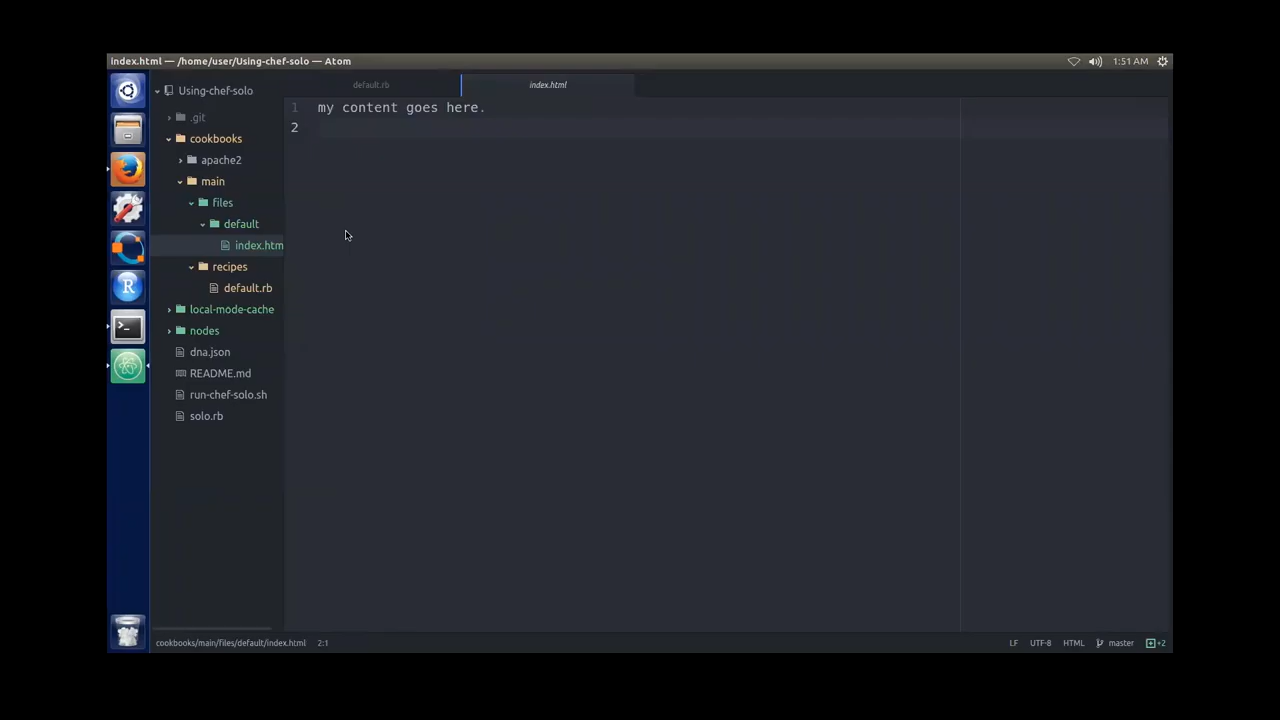 index.html — /home/user/Using-chef-solo — Atom
1:51 AM
Using-chef-solo
.git
cookbooks
apache2
main
files
default
index.htm
recipes
default.rb
local-mode-cache
nodes
dna.json
README.md
run-chef-solo.sh
solo.rb
default.rb
index.html
1 my content goes here.
2
cookbooks/main/files/default/index.html 2:1
LF UTF-8 HTML master +2